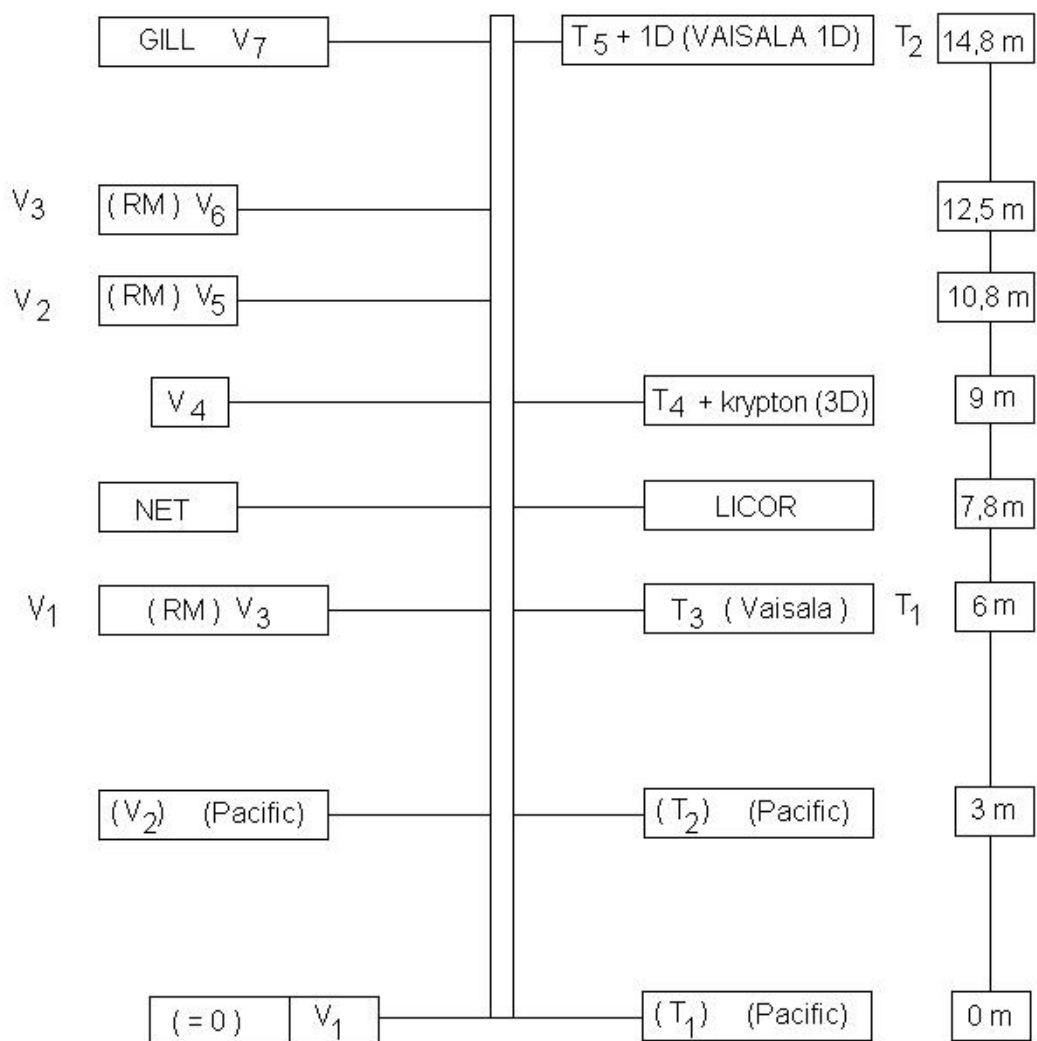 GILL V7 T5 + 1D (VAISALA 1D) T2 14,8 m
V3 (RM) V6 12,5 m
V2 (RM) V5 10,8 m
V4 T4 + krypton (3D) 9 m
NET LICOR 7,8 m
V1 (RM) V3 T3 (Vaisala) T1 6 m
(V2) (Pacific) (T2) (Pacific) 3 m
(=0) V1 (T1) (Pacific) 0 m